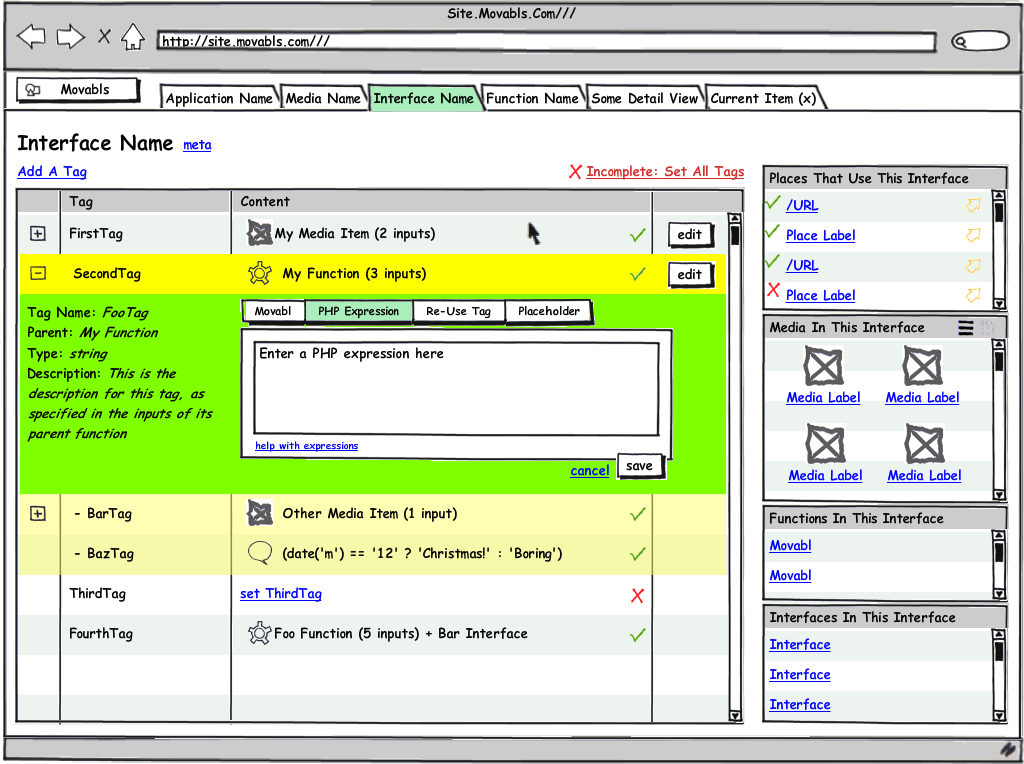 Site.Movabls.Com///
http://site.movabls.com///
Movabls
Application Name
Media Name
Interface Name
Function Name
Some Detail View
Current Item (x)
Interface Name meta
Add A Tag
X Incomplete: Set All Tags
Tag
Content
FirstTag
My Media Item (2 inputs)
edit
SecondTag
My Function (3 inputs)
edit
Tag Name: FooTag
Parent: My Function
Type: string
Description: This is the
description for this tag, as
specified in the inputs of its
parent function
Movabl
PHP Expression
Re-Use Tag
Placeholder
Enter a PHP expression here
help with expressions
cancel
save
- BarTag
Other Media Item (1 input)
- BazTag
(date('m') == '12' ? 'Christmas!' : 'Boring')
ThirdTag
set ThirdTag
FourthTag
Foo Function (5 inputs) + Bar Interface
Places That Use This Interface
/URL
Place Label
/URL
Place Label
Media In This Interface
Media Label
Media Label
Media Label
Media Label
Functions In This Interface
Movabl
Movabl
Interfaces In This Interface
Interface
Interface
Interface